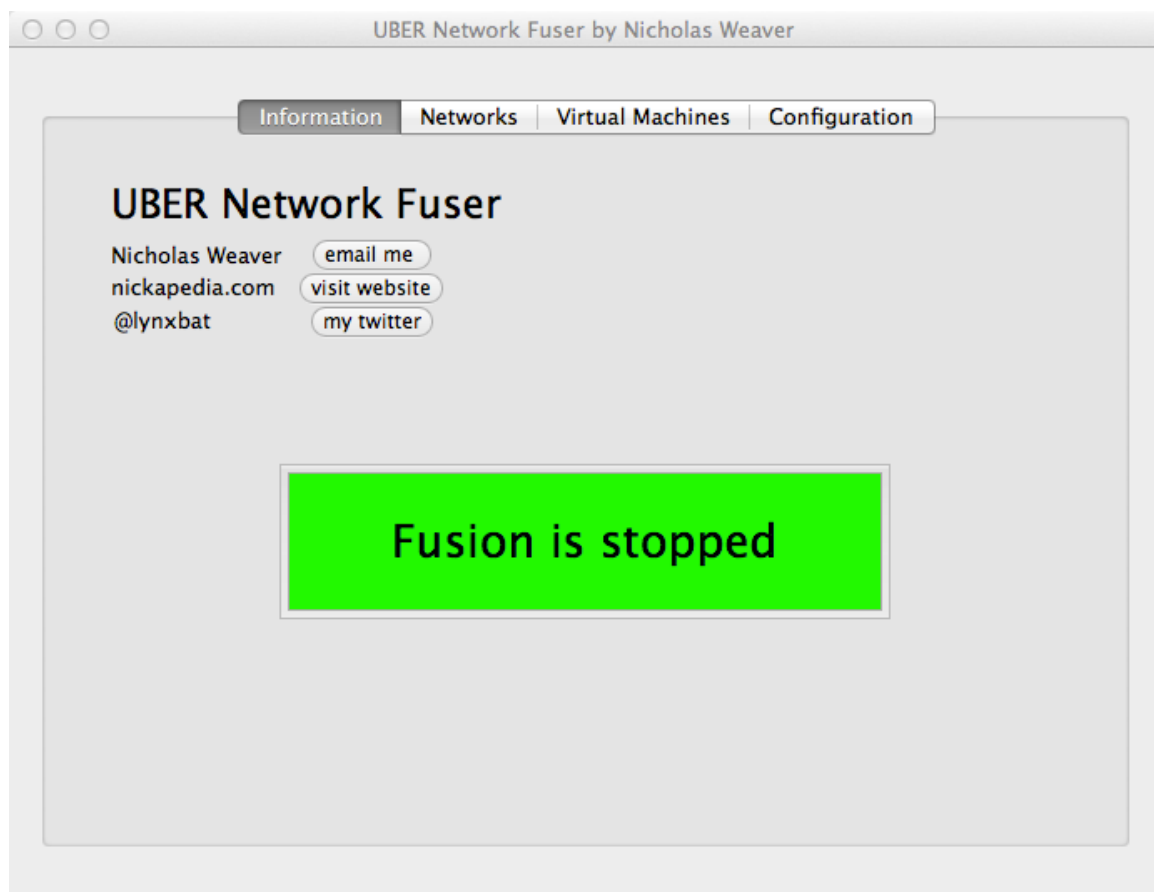 UBER Network Fuser by Nicholas Weaver
Information Networks Virtual Machines Configuration
UBER Network Fuser
Nicholas Weaver email me
nickapedia.com visit website
@lynxbat my twitter
Fusion is stopped